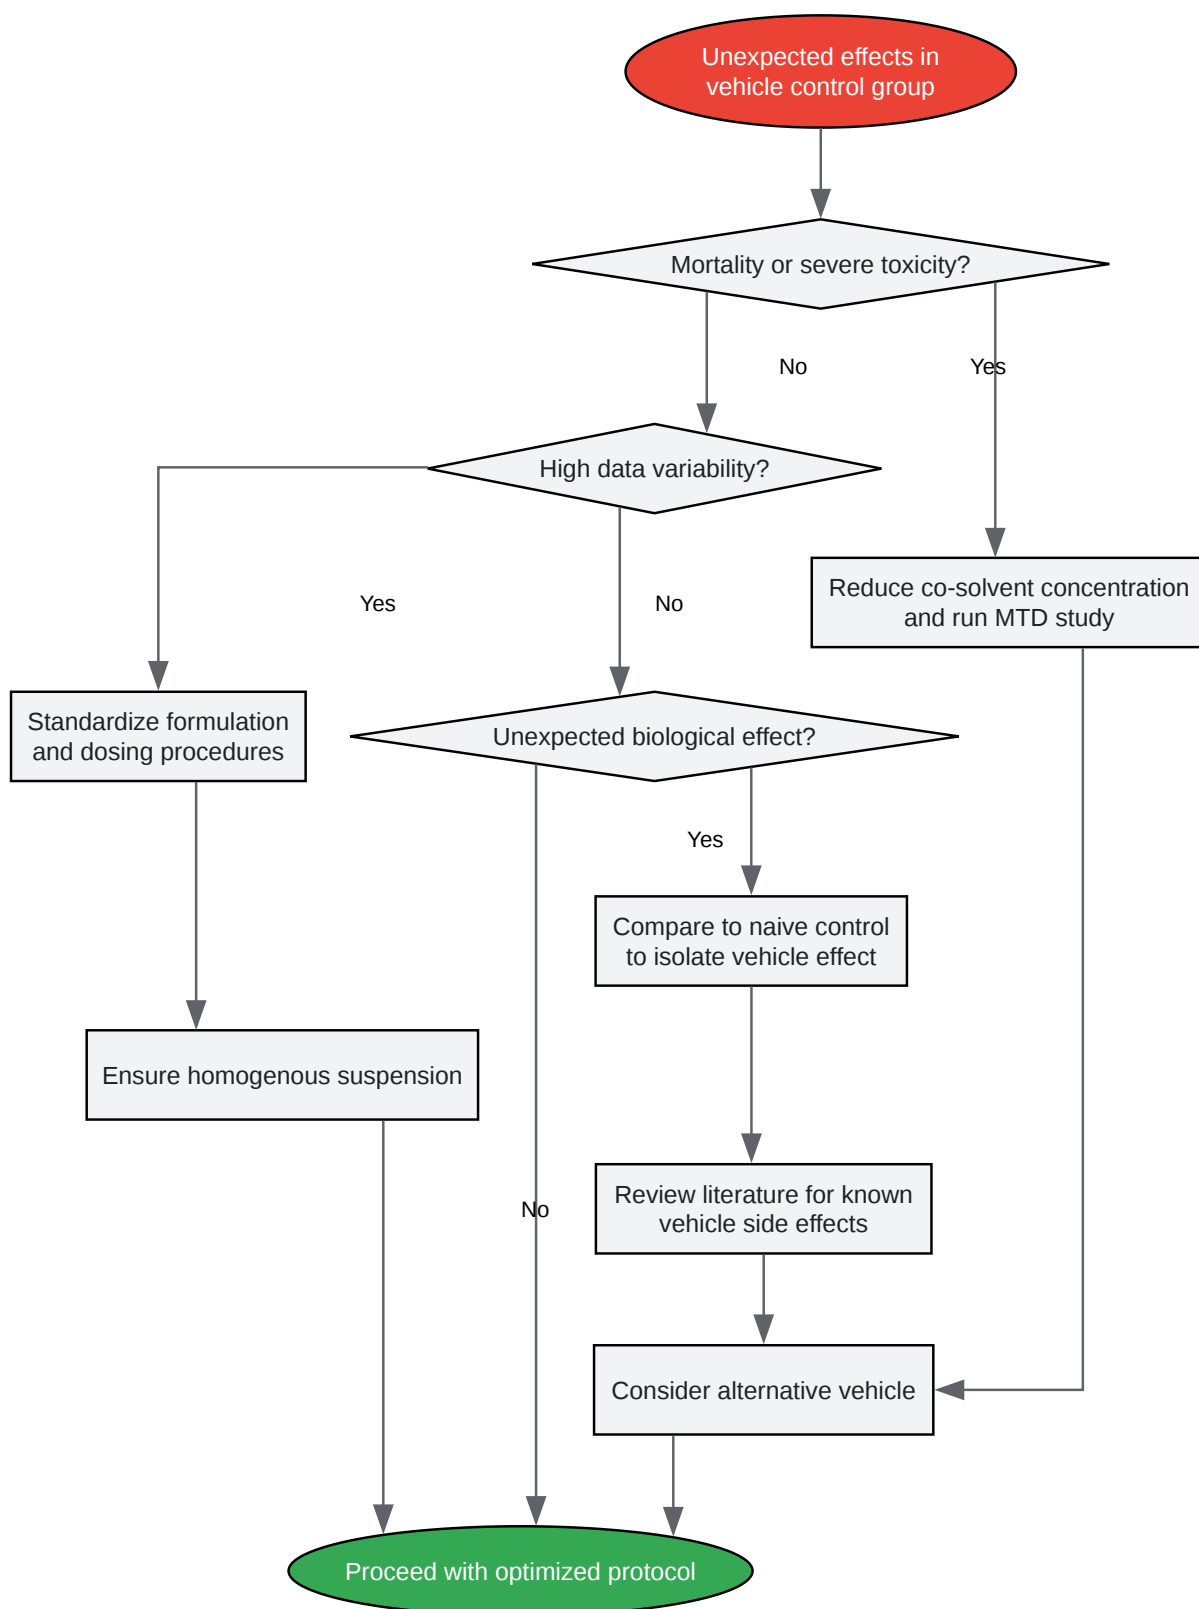 Unexpected effects in
vehicle control group
Mortality or severe toxicity?
No
Yes
High data variability?
Yes
No
Reduce co-solvent concentration
and run MTD study
Standardize formulation
and dosing procedures
Unexpected biological effect?
Yes
Compare to naive control
to isolate vehicle effect
Ensure homogenous suspension
No
Review literature for known
vehicle side effects
Consider alternative vehicle
Proceed with optimized protocol